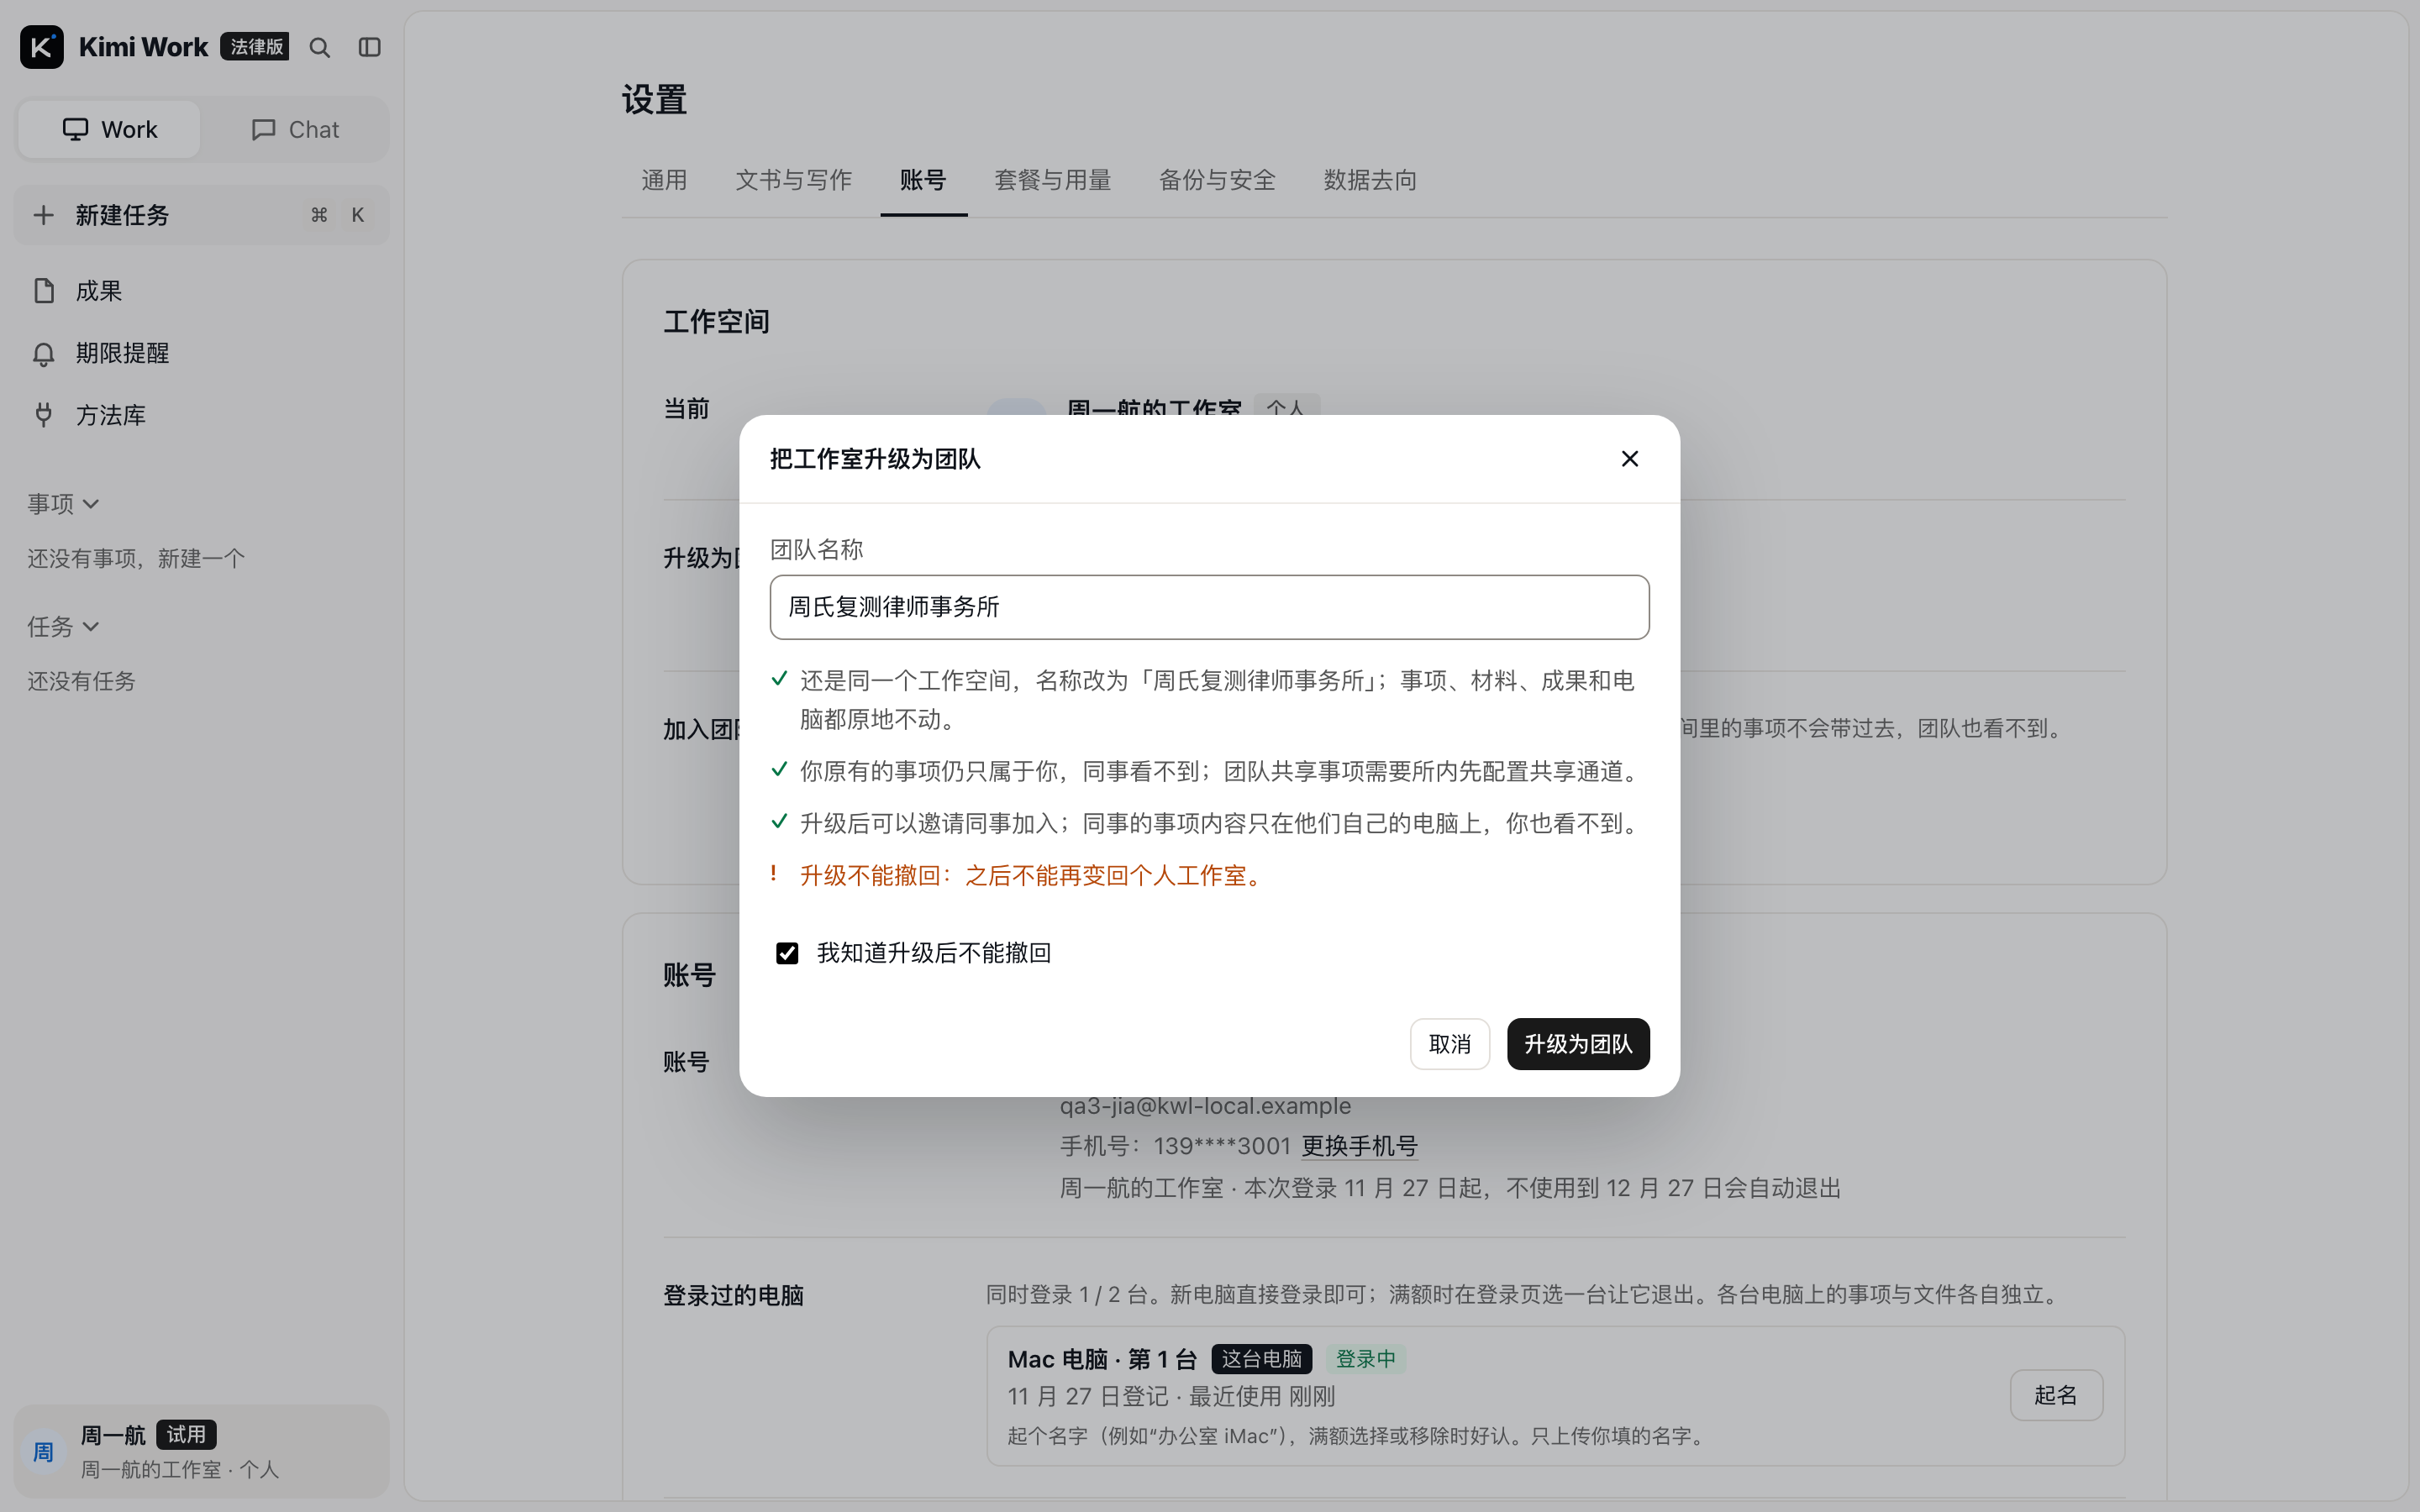 Kimi Work 法律版
Work
Chat
新建任务 ⌘ K
成果
期限提醒
方法库
事项
还没有事项，新建一个
任务
还没有任务
周
周一航 试用
周一航的工作室 · 个人
设置
通用 文书与写作 账号 套餐与用量 备份与安全 数据去向
工作空间
当前
周一航的工作室 个人
升级为
加入团
间里的事项不会带过去，团队也看不到。
把工作室升级为团队
团队名称
周氏复测律师事务所
还是同一个工作空间，名称改为「周氏复测律师事务所」；事项、材料、成果和电
脑都原地不动。
你原有的事项仍只属于你，同事看不到；团队共享事项需要所内先配置共享通道。
升级后可以邀请同事加入；同事的事项内容只在他们自己的电脑上，你也看不到。
! 升级不能撤回：之后不能再变回个人工作室。
我知道升级后不能撤回
取消 升级为团队
账号
账号
qa3-jia@kwl-local.example
手机号：139****3001 更换手机号
周一航的工作室 · 本次登录 11 月 27 日起，不使用到 12 月 27 日会自动退出
登录过的电脑
同时登录 1 / 2 台。新电脑直接登录即可；满额时在登录页选一台让它退出。各台电脑上的事项与文件各自独立。
Mac 电脑 · 第 1 台 这台电脑 登录中
11 月 27 日登记 · 最近使用 刚刚
起个名字（例如“办公室 iMac”），满额选择或移除时好认。只上传你填的名字。
起名